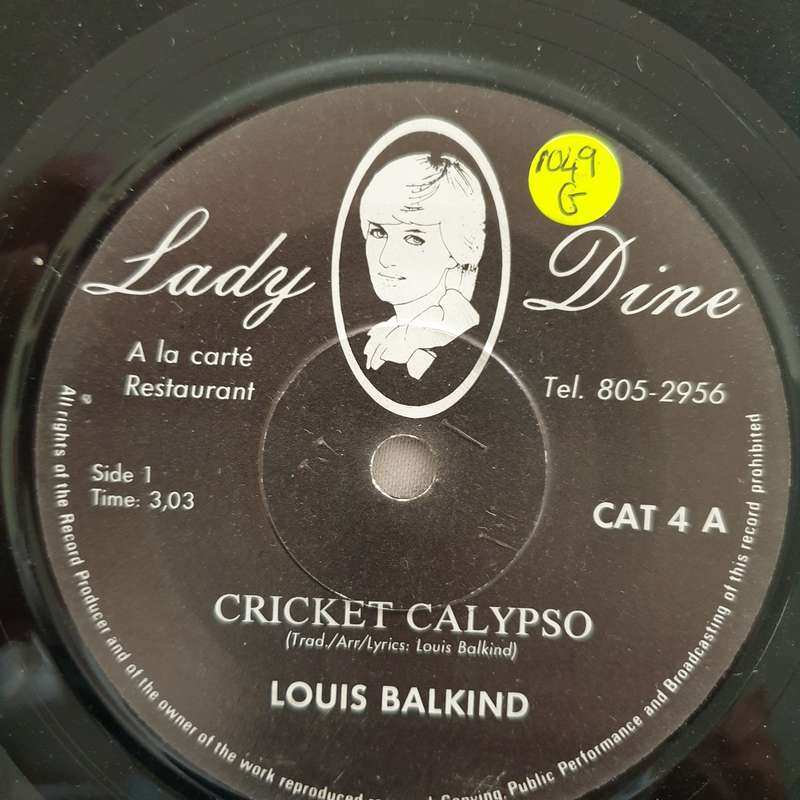 Lady Dine
1049
G
A la carté
Restaurant
Tel. 805-2956
Side 1
Time: 3,03
CAT 4 A
CRICKET CALYPSO
(Trad./Arr/Lyrics: Louis Balkind)
LOUIS BALKIND
℗ All rights of the Record Producer and of the owner of the work reproduced Copying, Public Performance and Broadcasting of this record prohibited